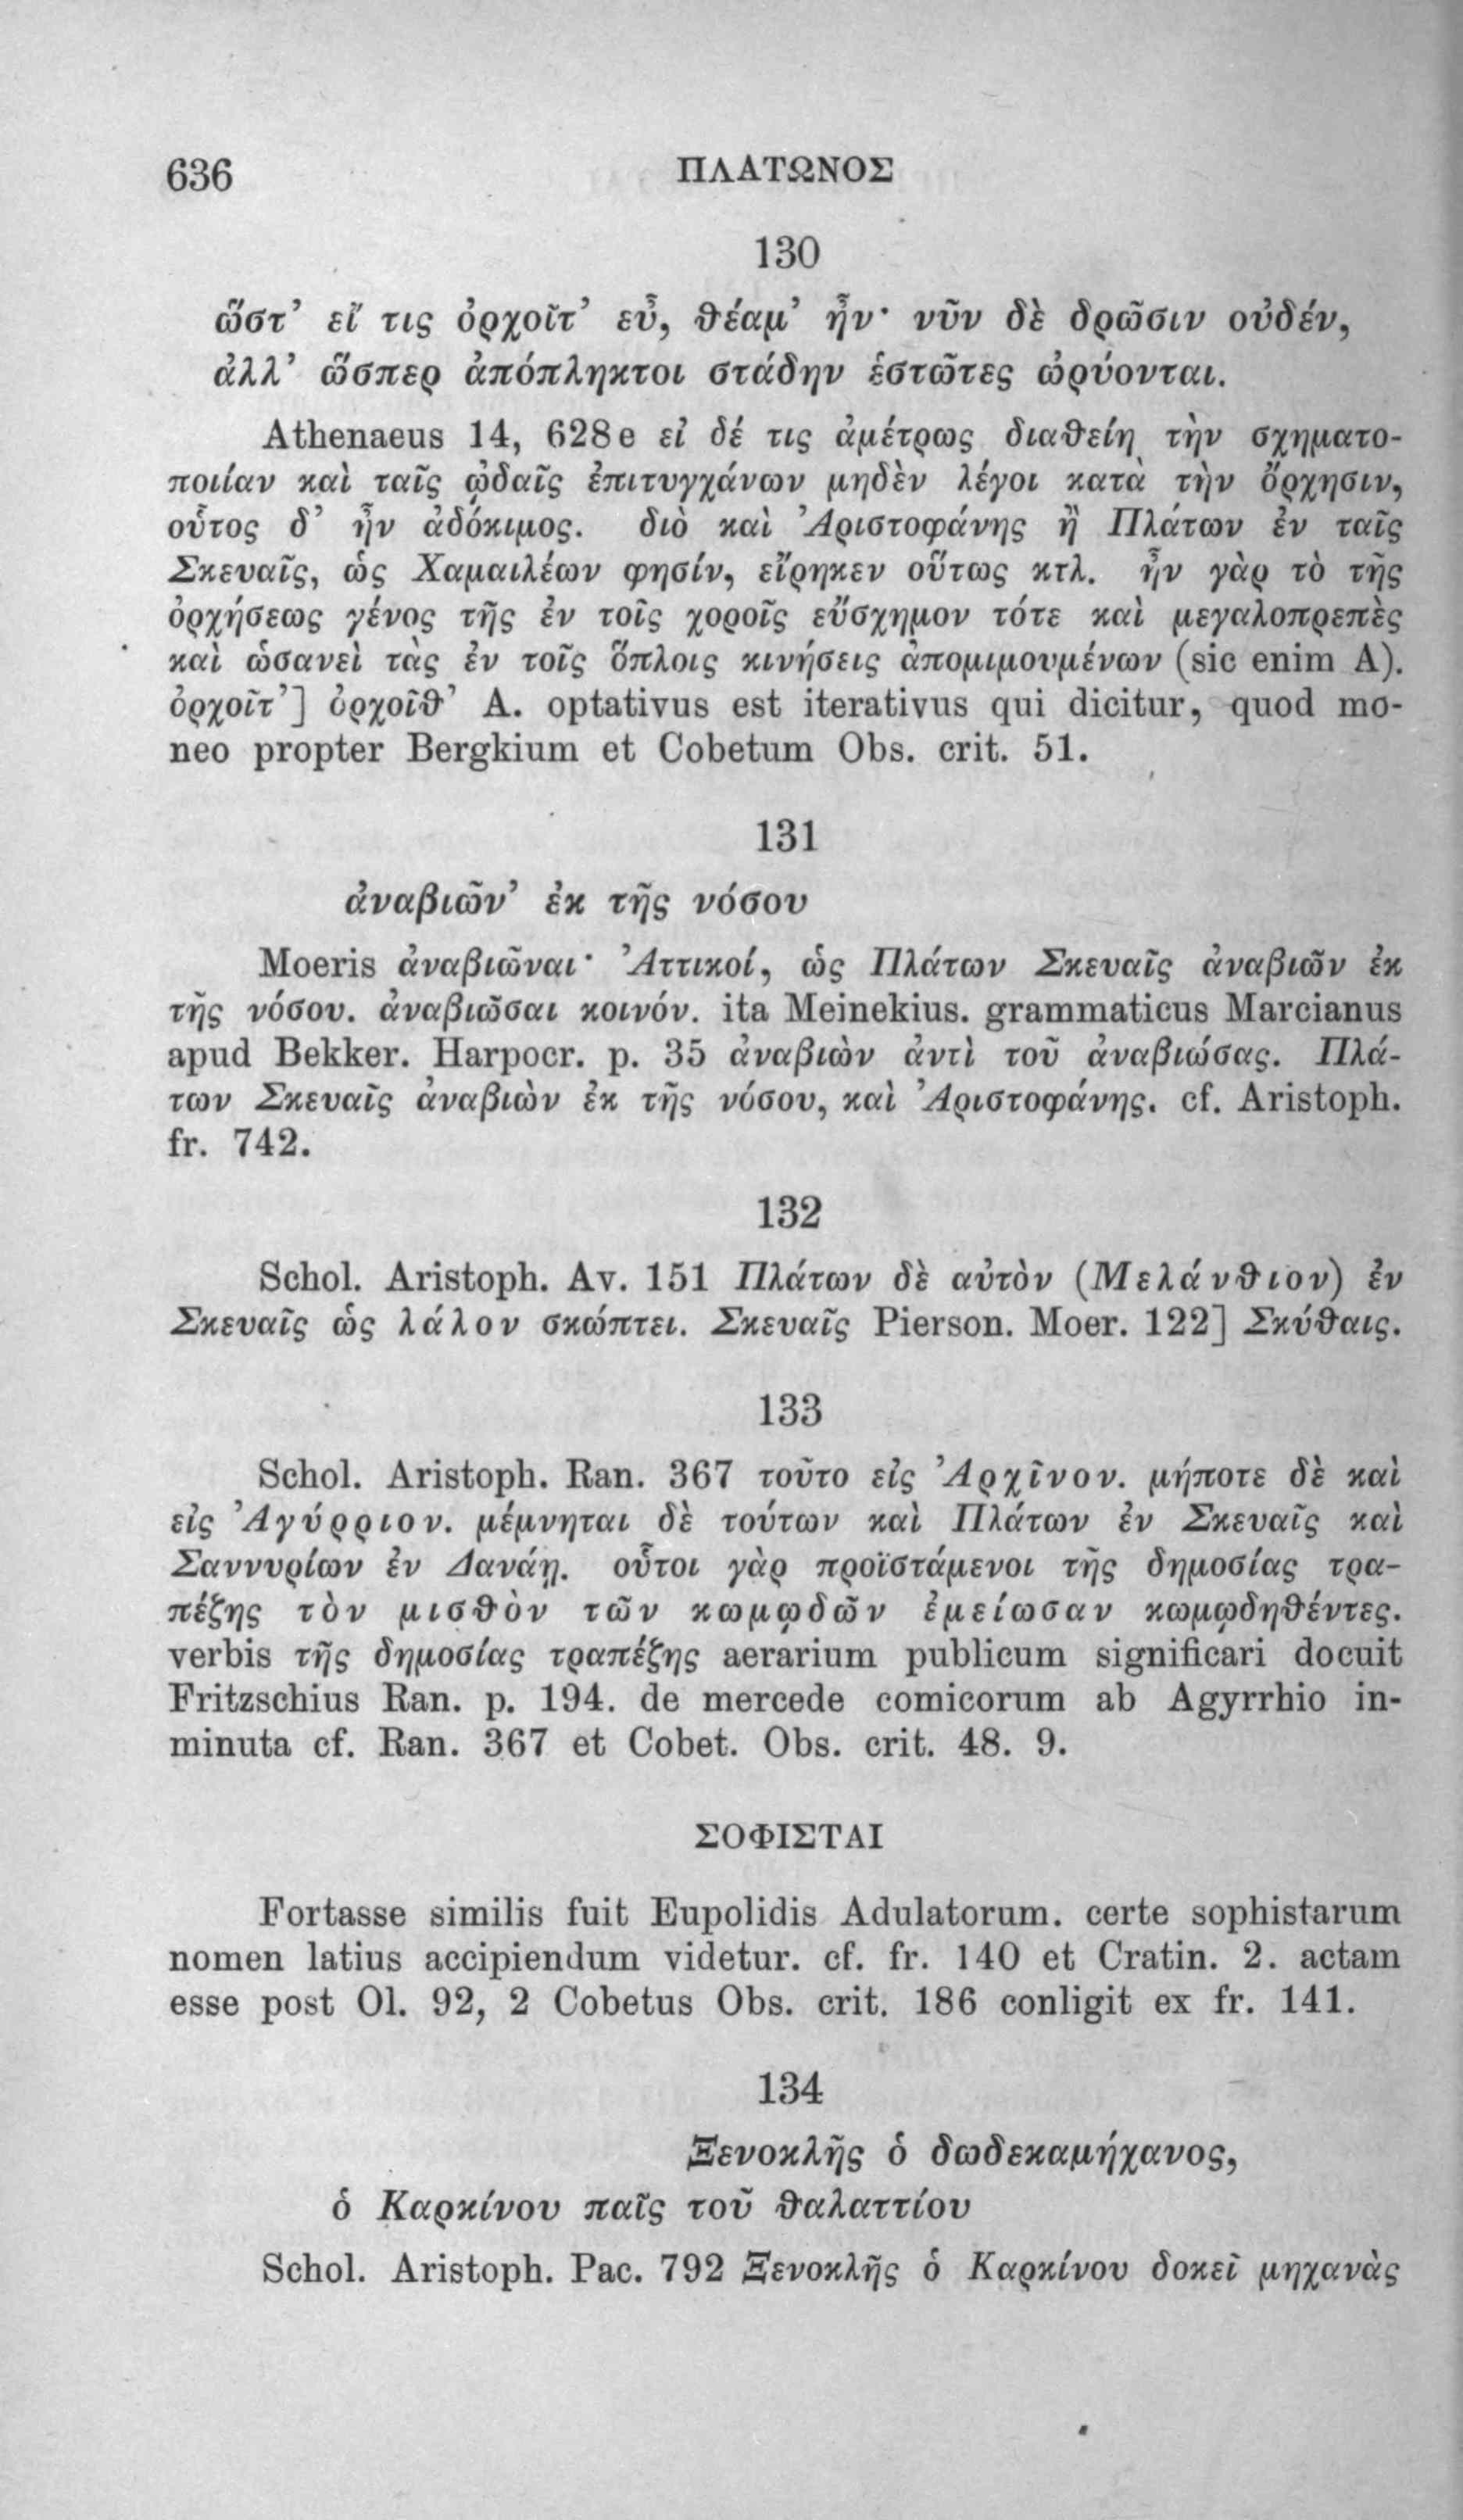 636 ΠΛΑΤΩΝΟΣ
130
ὥστ’ εἴ τις ὀρχοῖτ’ εὖ, θέαμ’ ἦν· νῦν δὲ δρῶσιν οὐδέν,
ἀλλ’ ὥσπερ ἀπόπληκτοι στάδην ἑστῶτες ὠρύονται.
Athenaeus 14, 628e εἰ δέ τις ἀμέτρως διαθείη τὴν σχηματο-
ποιίαν καὶ ταῖς ᾠδαῖς ἐπιτυγχάνων μηδὲν λέγοι κατὰ τὴν ὄρχησιν,
οὗτος δ’ ἦν ἀδόκιμος. διὸ καὶ Ἀριστοφάνης ἢ Πλάτων ἐν ταῖς
Σκευαῖς, ὡς Χαμαιλέων φησίν, εἴρηκεν οὕτως κτλ. ἦν γὰρ τὸ τῆς
ὀρχήσεως γένος τῆς ἐν τοῖς χοροῖς εὔσχημον τότε καὶ μεγαλοπρεπὲς
καὶ ὡσανεὶ τὰς ἐν τοῖς ὅπλοις κινήσεις ἀπομιμουμένων (sic enim A).
ὀρχοῖτ’] ὀρχοῖθ’ A. optativus est iterativus qui dicitur, quod mo-
neo propter Bergkium et Cobetum Obs. crit. 51.
131
ἀναβιῶν’ ἐκ τῆς νόσου
Moeris ἀναβιῶναι· Ἀττικοί, ὡς Πλάτων Σκευαῖς ἀναβιῶν ἐκ
τῆς νόσου. ἀναβιῶσαι κοινόν. ita Meinekius. grammaticus Marcianus
apud Bekker. Harpocr. p. 35 ἀναβιὼν ἀντὶ τοῦ ἀναβιώσας. Πλά-
των Σκευαῖς ἀναβιὼν ἐκ τῆς νόσου, καὶ Ἀριστοφάνης. cf. Aristoph.
fr. 742.
132
Schol. Aristoph. Av. 151 Πλάτων δὲ αὐτὸν (Μελάνθιον) ἐν
Σκευαῖς ὡς λάλον σκώπτει. Σκευαῖς Pierson. Moer. 122] Σκύθαις.
133
Schol. Aristoph. Ran. 367 τοῦτο εἰς Ἀρχῖνον. μήποτε δὲ καὶ
εἰς Ἀγύρριον. μέμνηται δὲ τούτων καὶ Πλάτων ἐν Σκευαῖς καὶ
Σαννυρίων ἐν Δανάῃ. οὗτοι γὰρ προϊστάμενοι τῆς δημοσίας τρα-
πέζης τὸν μισθὸν τῶν κωμῳδῶν ἐμείωσαν κωμῳδηθέντες.
verbis τῆς δημοσίας τραπέζης aerarium publicum significari docuit
Fritzschius Ran. p. 194. de mercede comicorum ab Agyrrhio in-
minuta cf. Ran. 367 et Cobet. Obs. crit. 48. 9.
ΣΟΦΙΣΤΑΙ
Fortasse similis fuit Eupolidis Adulatorum. certe sophistarum
nomen latius accipiendum videtur. cf. fr. 140 et Cratin. 2. actam
esse post Ol. 92, 2 Cobetus Obs. crit. 186 conligit ex fr. 141.
134
Ξενοκλῆς ὁ δωδεκαμήχανος,
ὁ Καρκίνου παῖς τοῦ θαλαττίου
Schol. Aristoph. Pac. 792 Ξενοκλῆς ὁ Καρκίνου δοκεῖ μηχανὰς